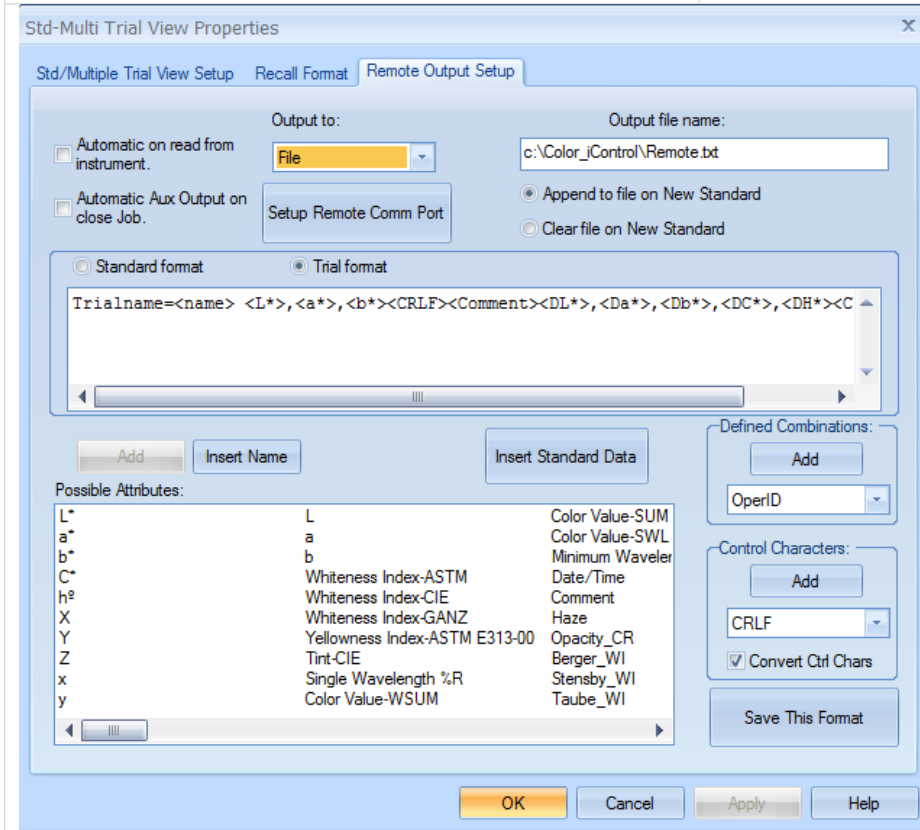 Std-Multi Trial View Properties
x
Std/Multiple Trial View Setup Recall Format Remote Output Setup
Output to: Output file name:
Automatic on read from
instrument.
File
c:\Color_iControl\Remote.txt
Automatic Aux Output on
close Job.
Setup Remote Comm Port
Append to file on New Standard
Clear file on New Standard
Standard format Trial format
Trialname=<name> <L*>,<a*>,<b*><CRLF><Comment><DL*>,<Da*>,<Db*>,<DC*>,<DH*><C
Add Insert Name Insert Standard Data
Defined Combinations:
Add
OperID
Possible Attributes:
L* L Color Value-SUM
a* a Color Value-SWL
b* b Minimum Waveler
C* Whiteness Index-ASTM Date/Time
hº Whiteness Index-CIE Comment
X Whiteness Index-GANZ Haze
Y Yellowness Index-ASTM E313-00 Opacity_CR
Z Tint-CIE Berger_WI
x Single Wavelength %R Stensby_WI
y Color Value-WSUM Taube_WI
Control Characters:
Add
CRLF
Convert Ctrl Chars
Save This Format
OK Cancel Apply Help